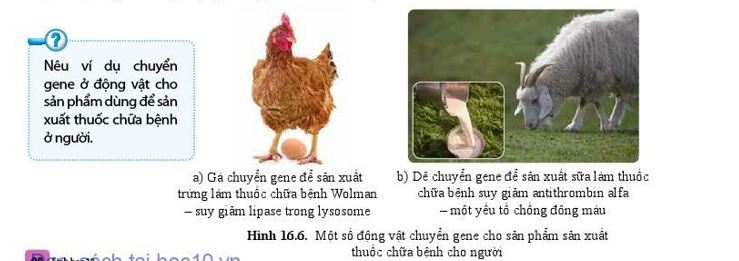 ?
Nêu ví dụ chuyển
gene ở động vật cho
sản phẩm dùng để sản
xuất thuốc chữa bệnh
ở người.
a) Gà chuyển gene để sản xuất
trứng làm thuốc chữa bệnh Wolman
– suy giảm lipase trong lysosome
b) Dê chuyển gene để sản xuất sữa làm thuốc
chữa bệnh suy giảm antithrombin alfa
– một yếu tố chống đông máu
Hình 16.6. Một số động vật chuyển gene cho sản phẩm sản xuất
thuốc chữa bệnh cho người